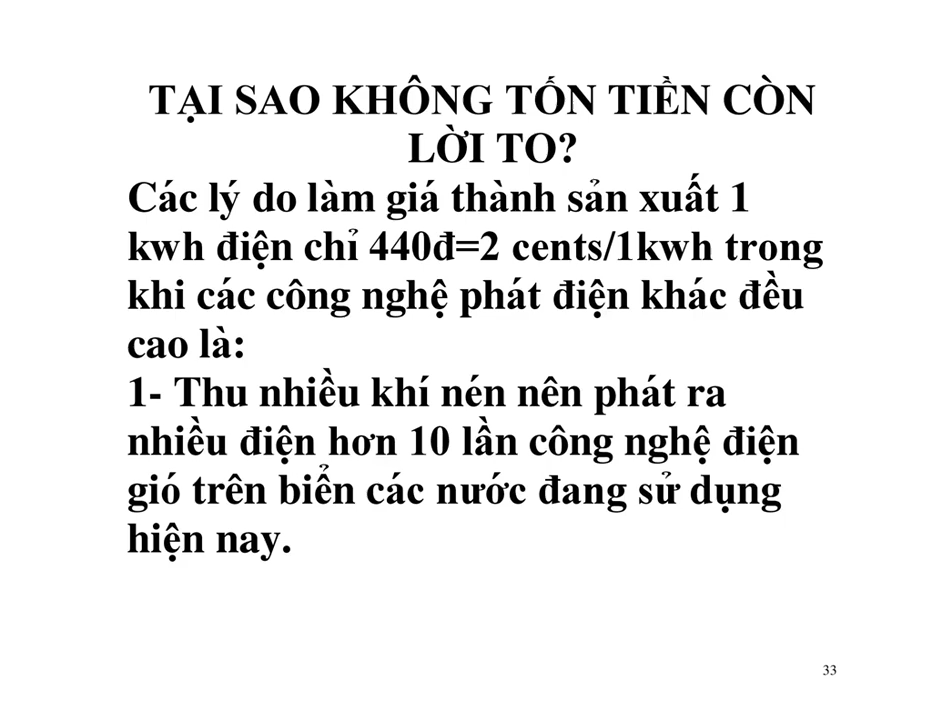 TẠI SAO KHÔNG TỐN TIỀN CÒN
LỜI TO?
Các lý do làm giá thành sản xuất 1
kwh điện chỉ 440đ=2 cents/1kwh trong
khi các công nghệ phát điện khác đều
cao là:
1- Thu nhiều khí nén nên phát ra
nhiều điện hơn 10 lần công nghệ điện
gió trên biển các nước đang sử dụng
hiện nay.
33